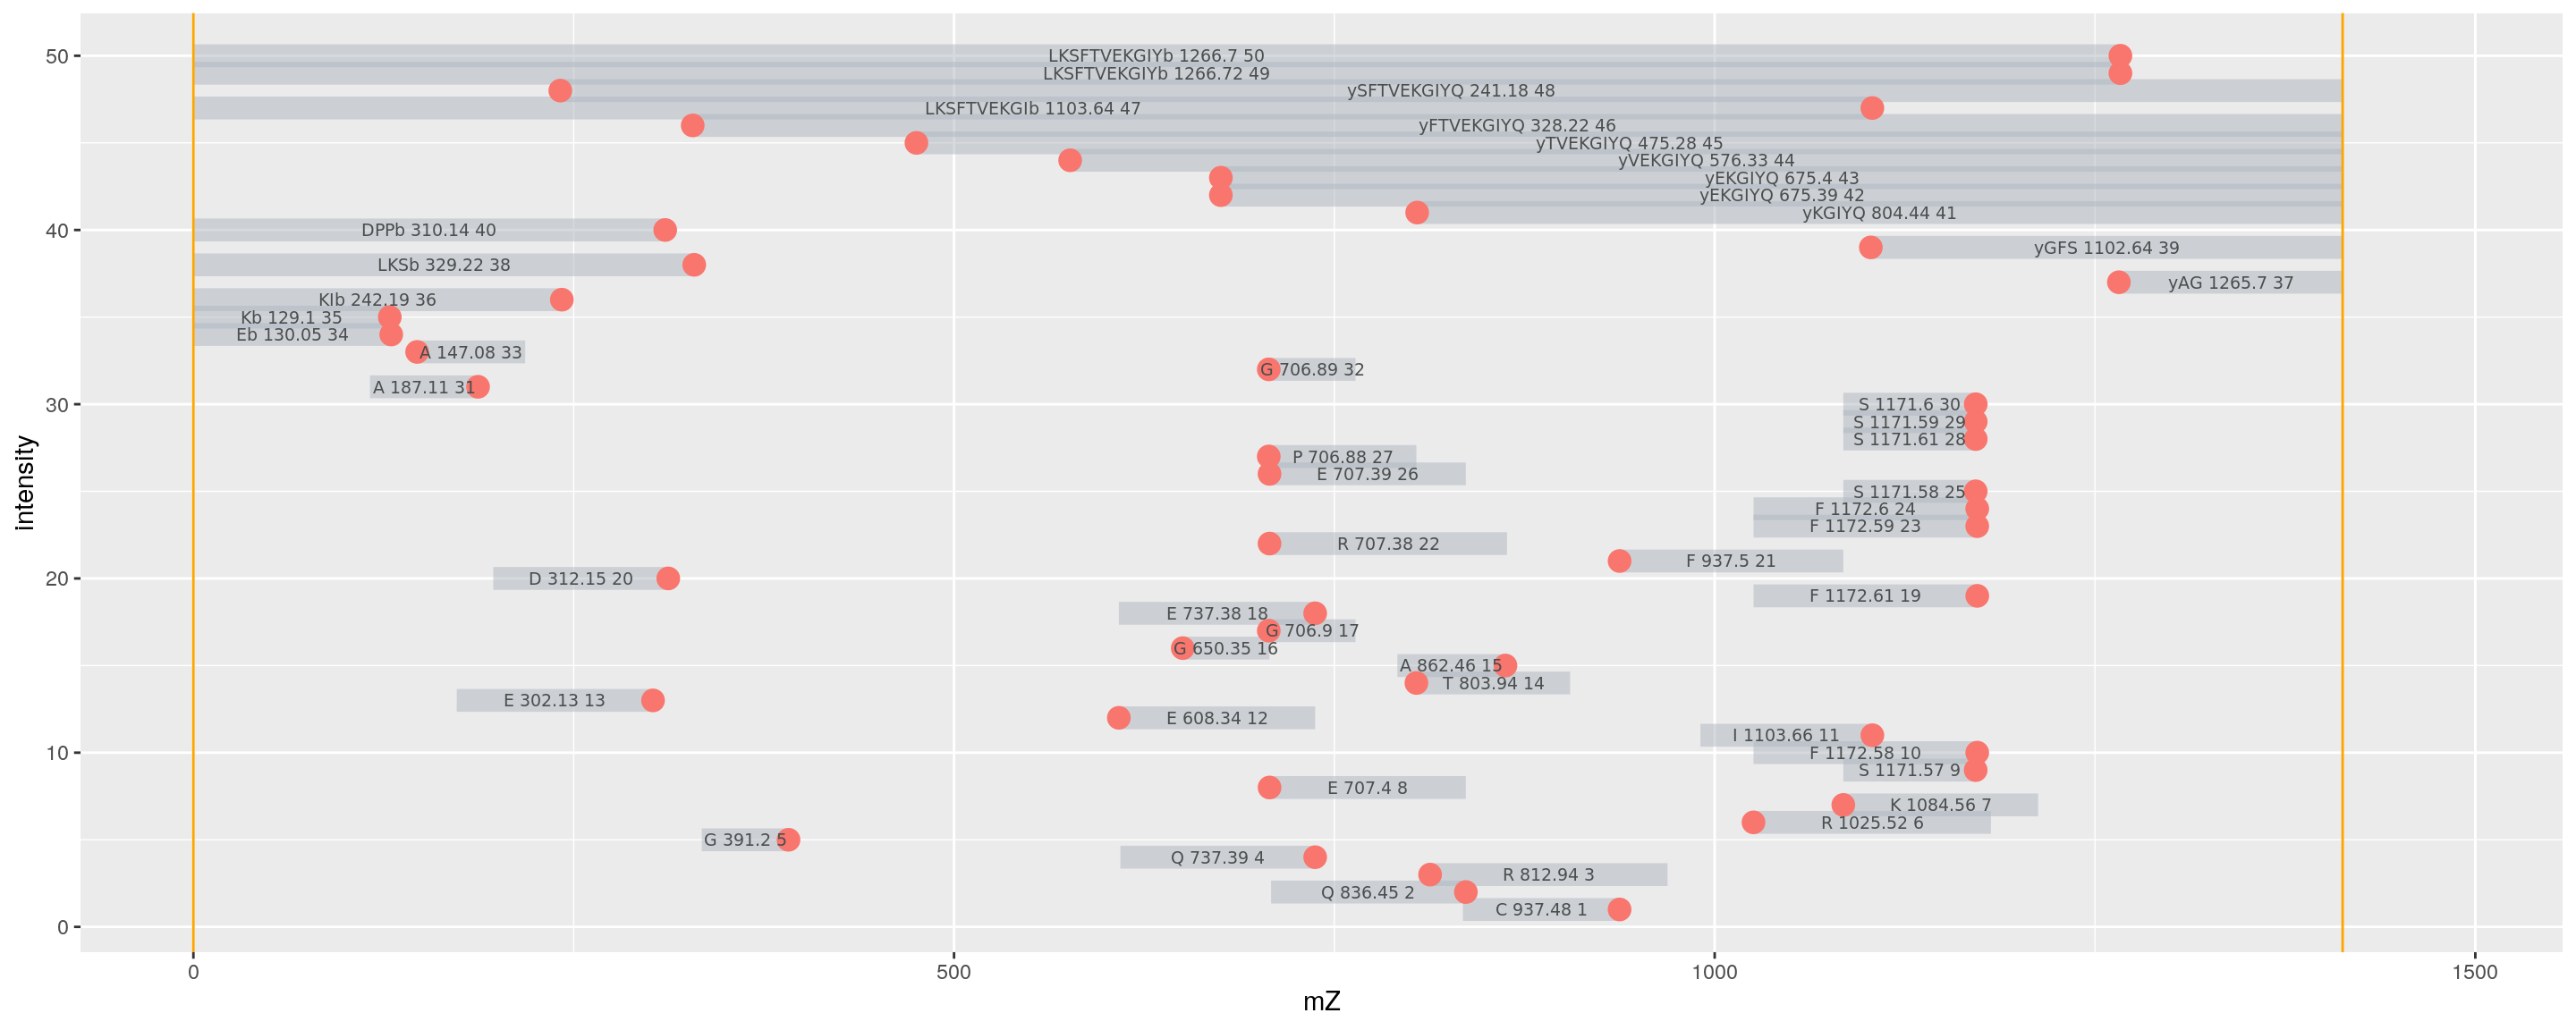 50
LKSFTVEKGIYb 1266.7 50
LKSFTVEKGIYb 1266.72 49
ySFTVEKGIYQ 241.18 48
LKSFTVEKGIb 1103.64 47
yFTVEKGIYQ 328.22 46
yTVEKGIYQ 475.28 45
yVEKGIYQ 576.33 44
yEKGIYQ 675.4 43
yEKGIYQ 675.39 42
yKGIYQ 804.44 41
40
DPPb 310.14 40
yGFS 1102.64 39
LKSb 329.22 38
yAG 1265.7 37
KIb 242.19 36
Kb 129.1 35
Eb 130.05 34
A 147.08 33
G 706.89 32
A 187.11 31
30
S 1171.6 30
S 1171.59 29
S 1171.61 28
P 706.88 27
E 707.39 26
S 1171.58 25
F 1172.6 24
F 1172.59 23
R 707.38 22
F 937.5 21
20
D 312.15 20
F 1172.61 19
E 737.38 18
G 706.9 17
G 650.35 16
A 862.46 15
T 803.94 14
E 302.13 13
E 608.34 12
I 1103.66 11
10
F 1172.58 10
S 1171.57 9
E 707.4 8
K 1084.56 7
R 1025.52 6
G 391.2 5
Q 737.39 4
R 812.94 3
Q 836.45 2
C 937.48 1
0
intensity
0 500 1000 1500
mZ